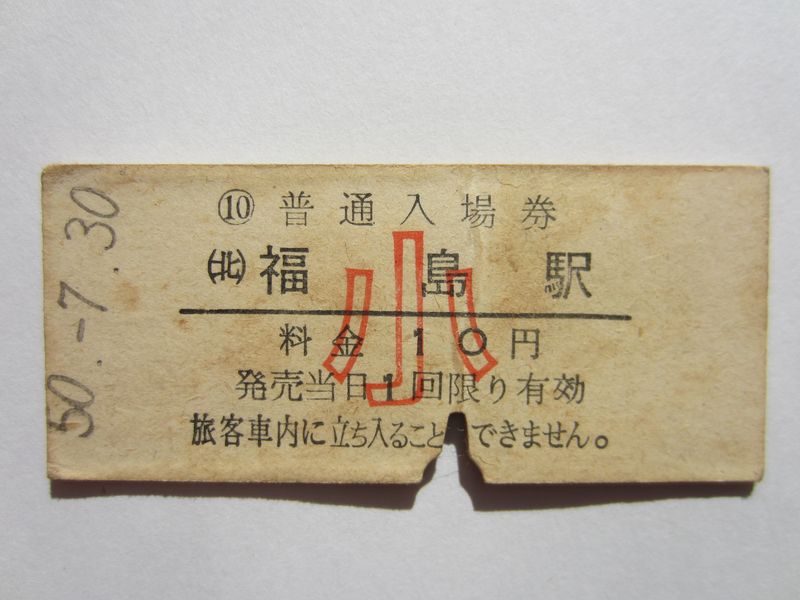 50.-7.30
⑩ 普通入場券
㈹福島駅
小
料金 10円
発売当日1回限り有効
旅客車内に立ち入ることできません。